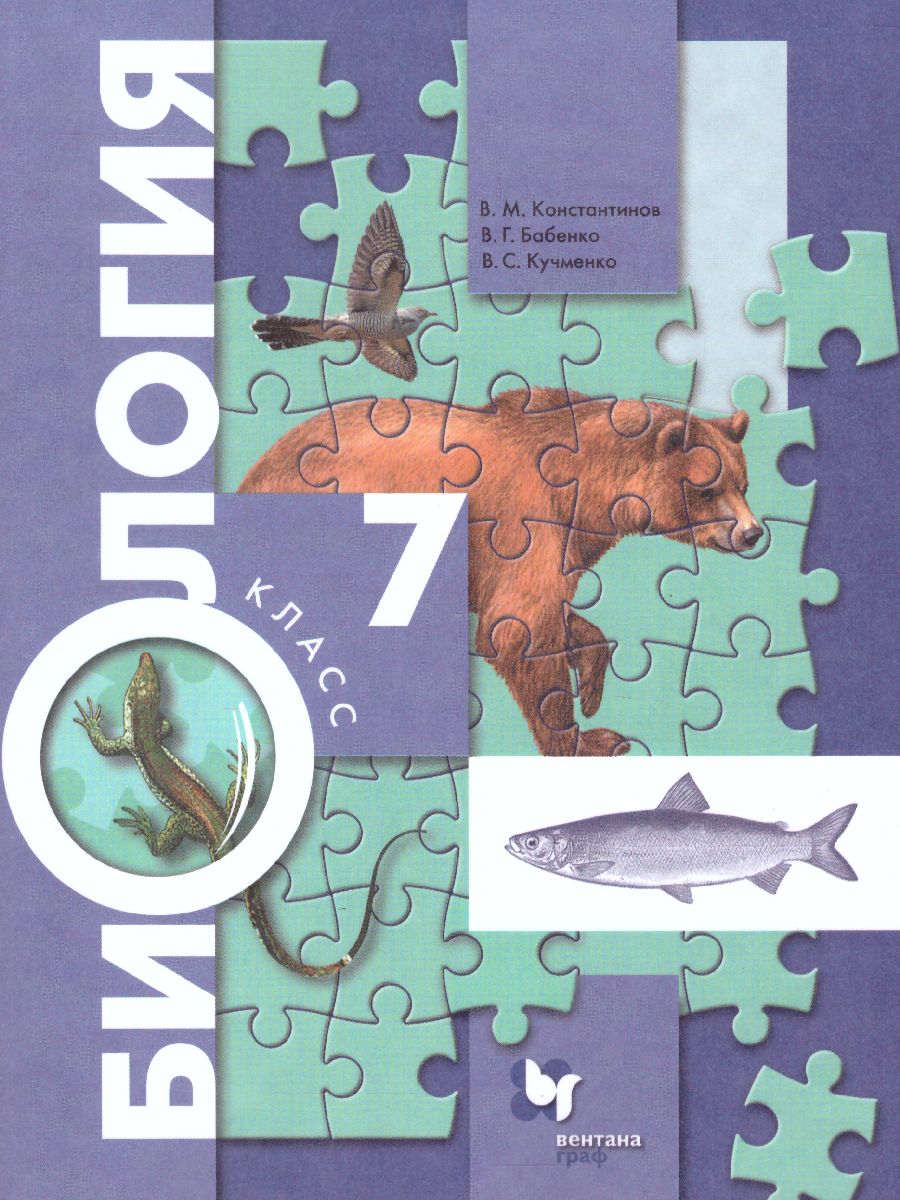 БИОЛОГИЯ
В. М. Константинов
В. Г. Бабенко
В. С. Кучменко
7
КЛАСС
вентана
граф